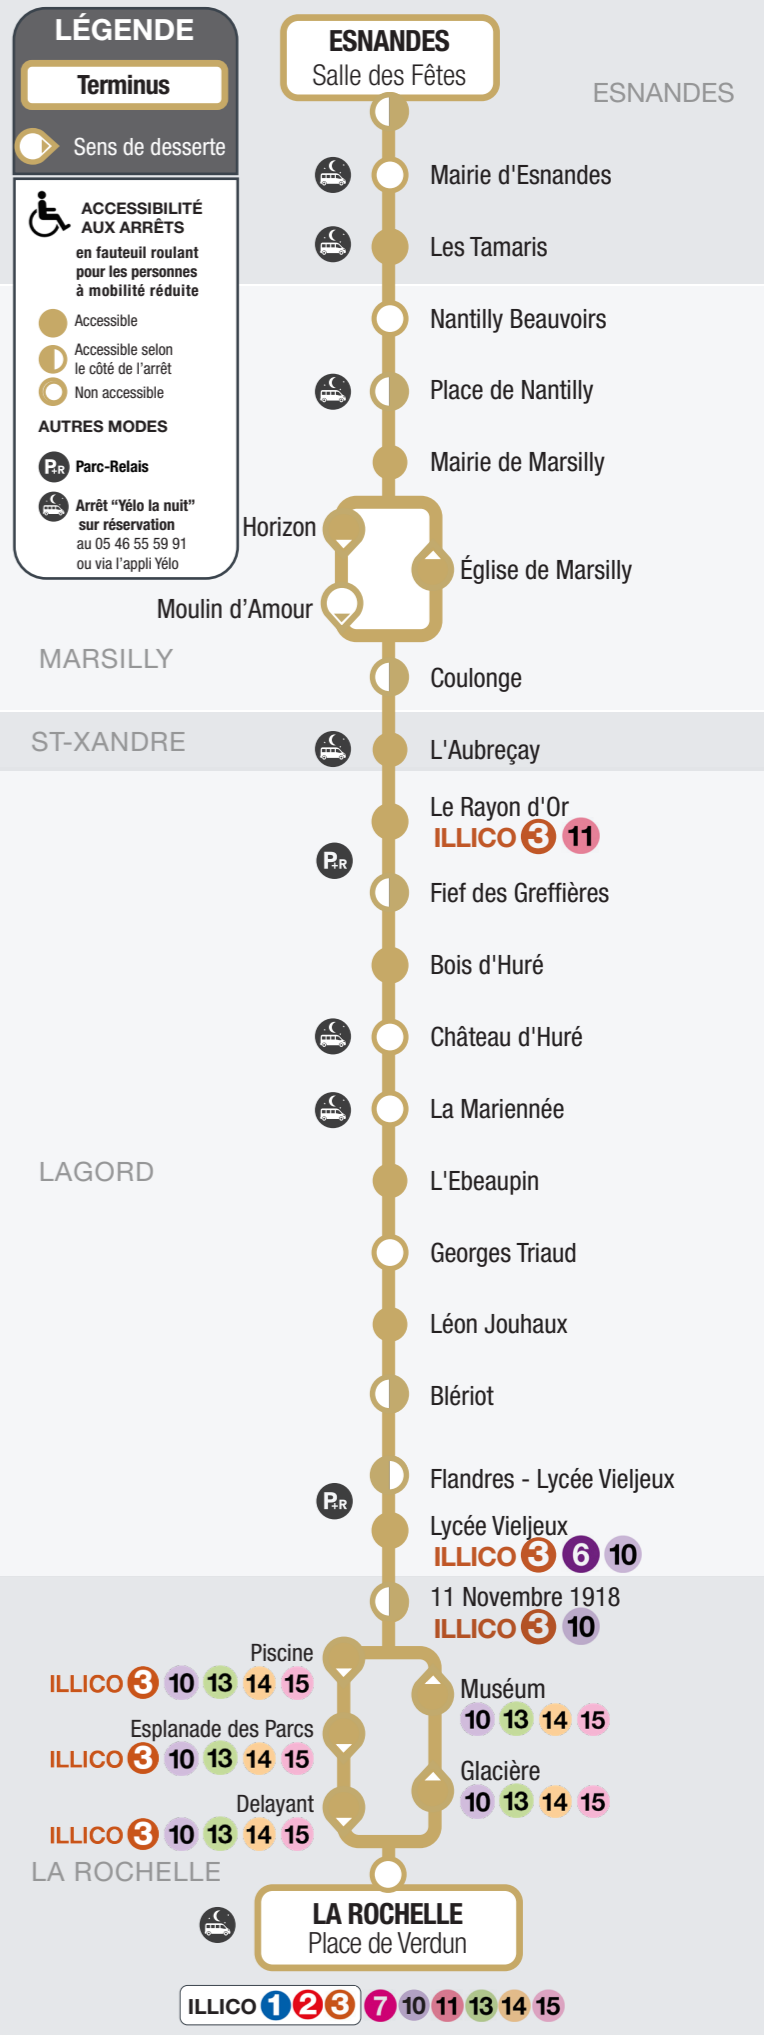 LÉGENDE
Terminus
Sens de desserte
ACCESSIBILITÉ
AUX ARRÊTS
en fauteuil roulant
pour les personnes
à mobilité réduite
Accessible
Accessible selon
le côté de l'arrêt
Non accessible
AUTRES MODES
P+R Parc-Relais
Arrêt “Yélo la nuit”
sur réservation
au 05 46 55 59 91
ou via l’appli Yélo
ESNANDES
Salle des Fêtes
ESNANDES
Mairie d'Esnandes
Les Tamaris
Nantilly Beauvoirs
Place de Nantilly
Mairie de Marsilly
Horizon
Église de Marsilly
Moulin d’Amour
MARSILLY
Coulonge
ST-XANDRE
L'Aubreçay
Le Rayon d'Or
ILLICO 3 11
P+R
Fief des Greffières
Bois d'Huré
Château d'Huré
La Mariennée
LAGORD
L'Ebeaupin
Georges Triaud
Léon Jouhaux
Blériot
Flandres - Lycée Vieljeux
P+R
Lycée Vieljeux
ILLICO 3 6 10
11 Novembre 1918
ILLICO 3 10
Piscine
ILLICO 3 10 13 14 15
Muséum
10 13 14 15
Esplanade des Parcs
ILLICO 3 10 13 14 15
Glacière
10 13 14 15
Delayant
ILLICO 3 10 13 14 15
LA ROCHELLE
LA ROCHELLE
Place de Verdun
ILLICO 1 2 3 7 10 11 13 14 15